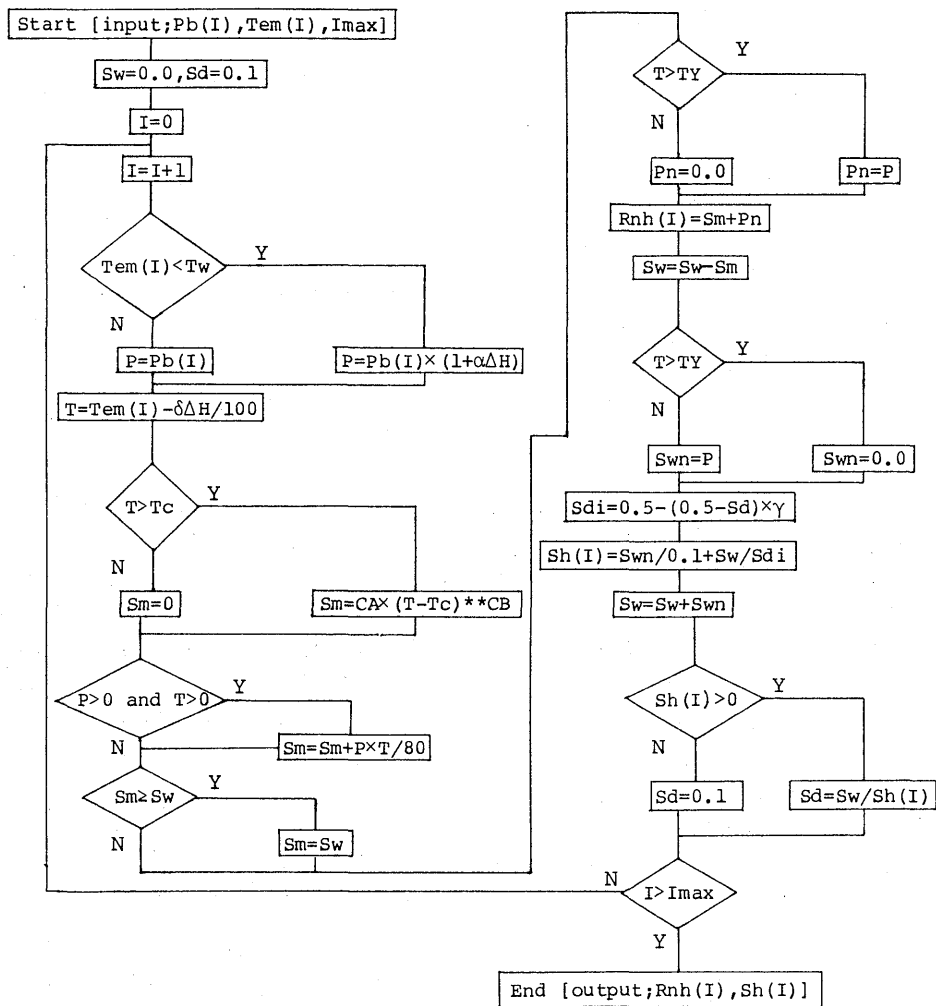 Start [input;Pb(I),Tem(I),Imax]
Sw=0.0,Sd=0.1
I=0
I=I+1
Tem(I)<Tw
Y
N
P=Pb(I)
P=Pb(I)×(1+αΔH)
T=Tem(I)-δΔH/100
T>Tc
Y
N
Sm=0
Sm=CA×(T-Tc)**CB
P>0 and T>0
Y
N
Sm=Sm+P×T/80
Sm≥Sw
Y
N
Sm=Sw
T>TY
Y
N
Pn=0.0
Pn=P
Rnh(I)=Sm+Pn
Sw=Sw-Sm
T>TY
Y
N
Swn=P
Swn=0.0
Sdi=0.5-(0.5-Sd)×γ
Sh(I)=Swn/0.1+Sw/Sdi
Sw=Sw+Swn
Sh(I)>0
Y
N
Sd=0.1
Sd=Sw/Sh(I)
N
I>Imax
Y
End [output;Rnh(I),Sh(I)]